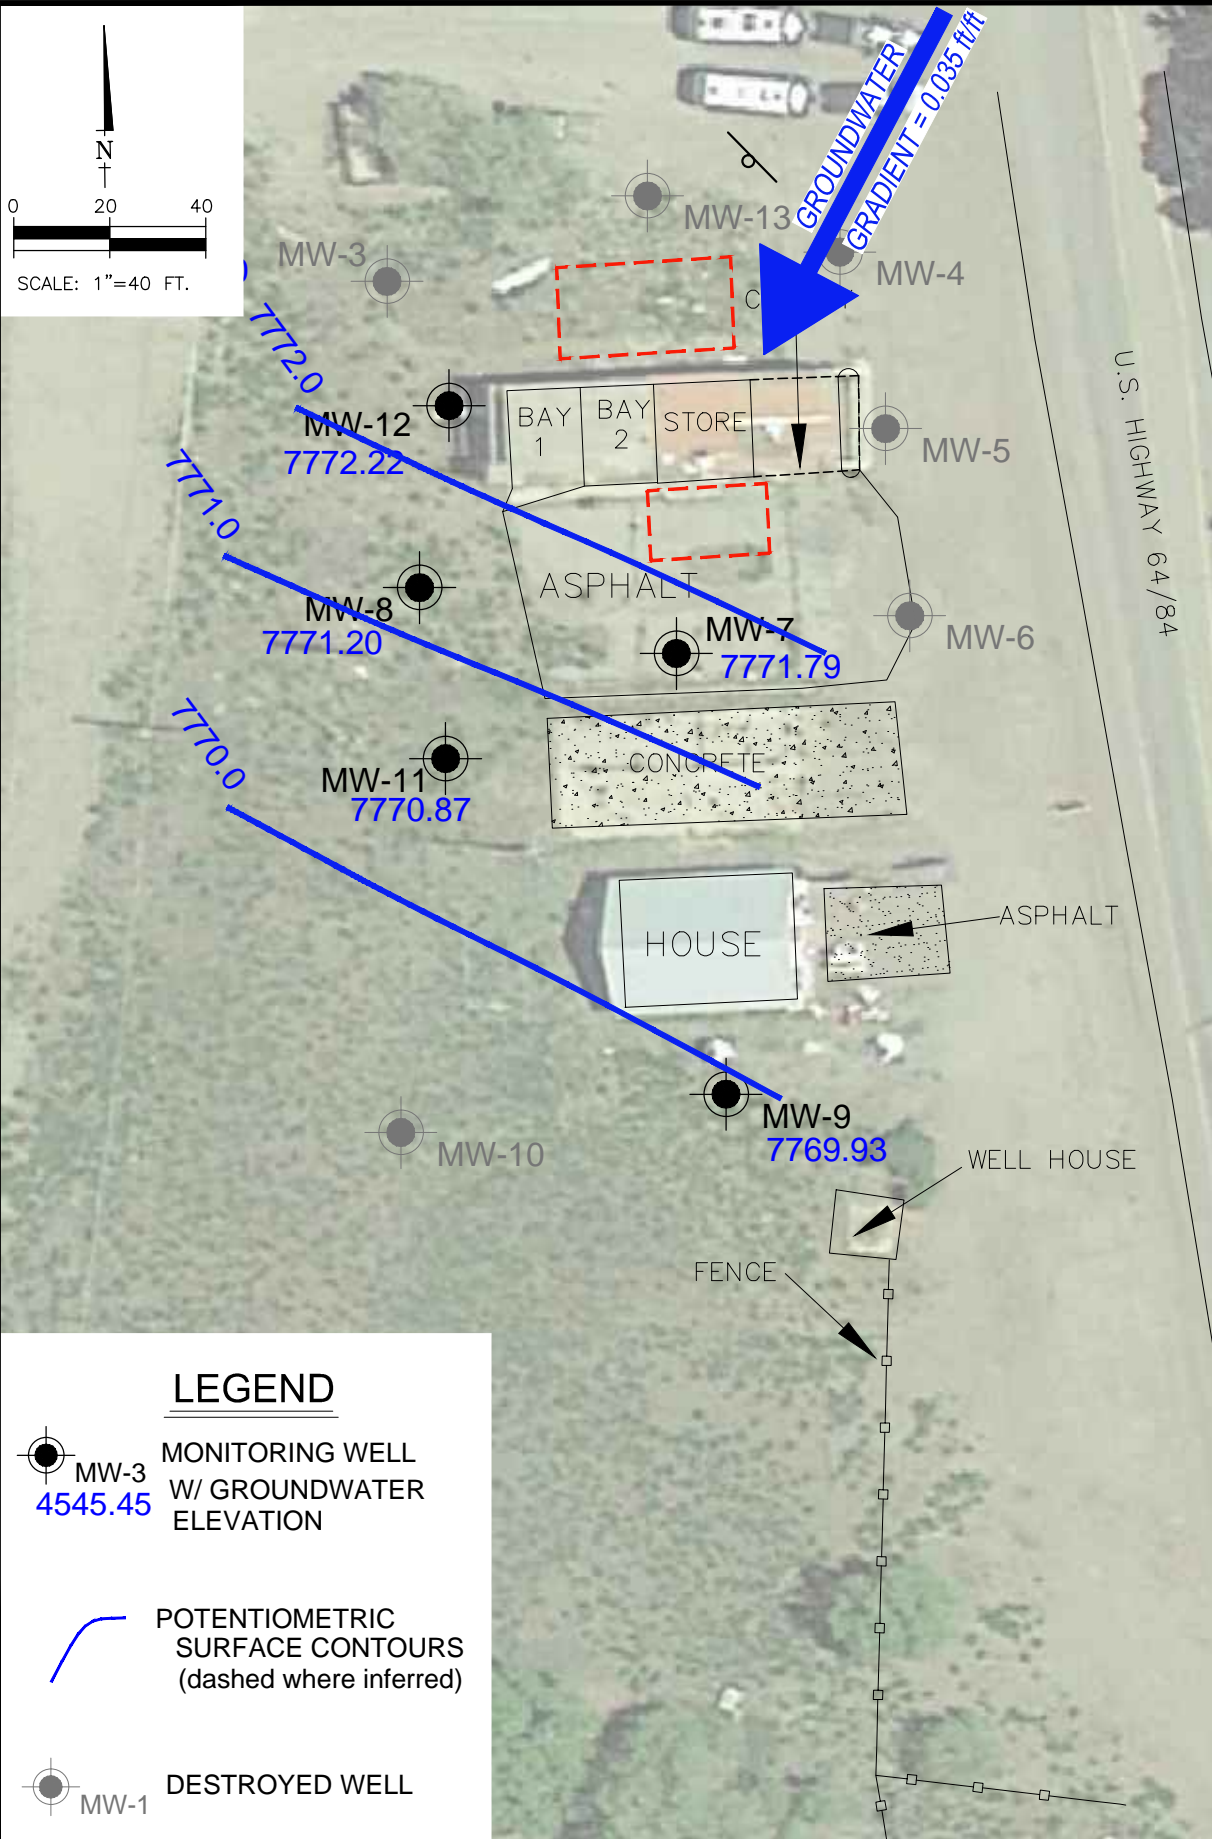 N
0 20 40
SCALE: 1"=40 FT.
GROUNDWATER
GRADIENT = 0.035 ft/ft
MW-13
MW-3
MW-4
7772.0
MW-12
7772.22
BAY
1
BAY
2
STORE
MW-5
U.S. HIGHWAY 64/84
7771.0
ASPHALT
MW-8
7771.20
MW-7
7771.79
MW-6
7770.0
CONCRETE
MW-11
7770.87
HOUSE
ASPHALT
MW-9
7769.93
MW-10
WELL HOUSE
FENCE
LEGEND
MW-3
4545.45
MONITORING WELL
W/ GROUNDWATER
ELEVATION
POTENTIOMETRIC
SURFACE CONTOURS
(dashed where inferred)
MW-1
DESTROYED WELL